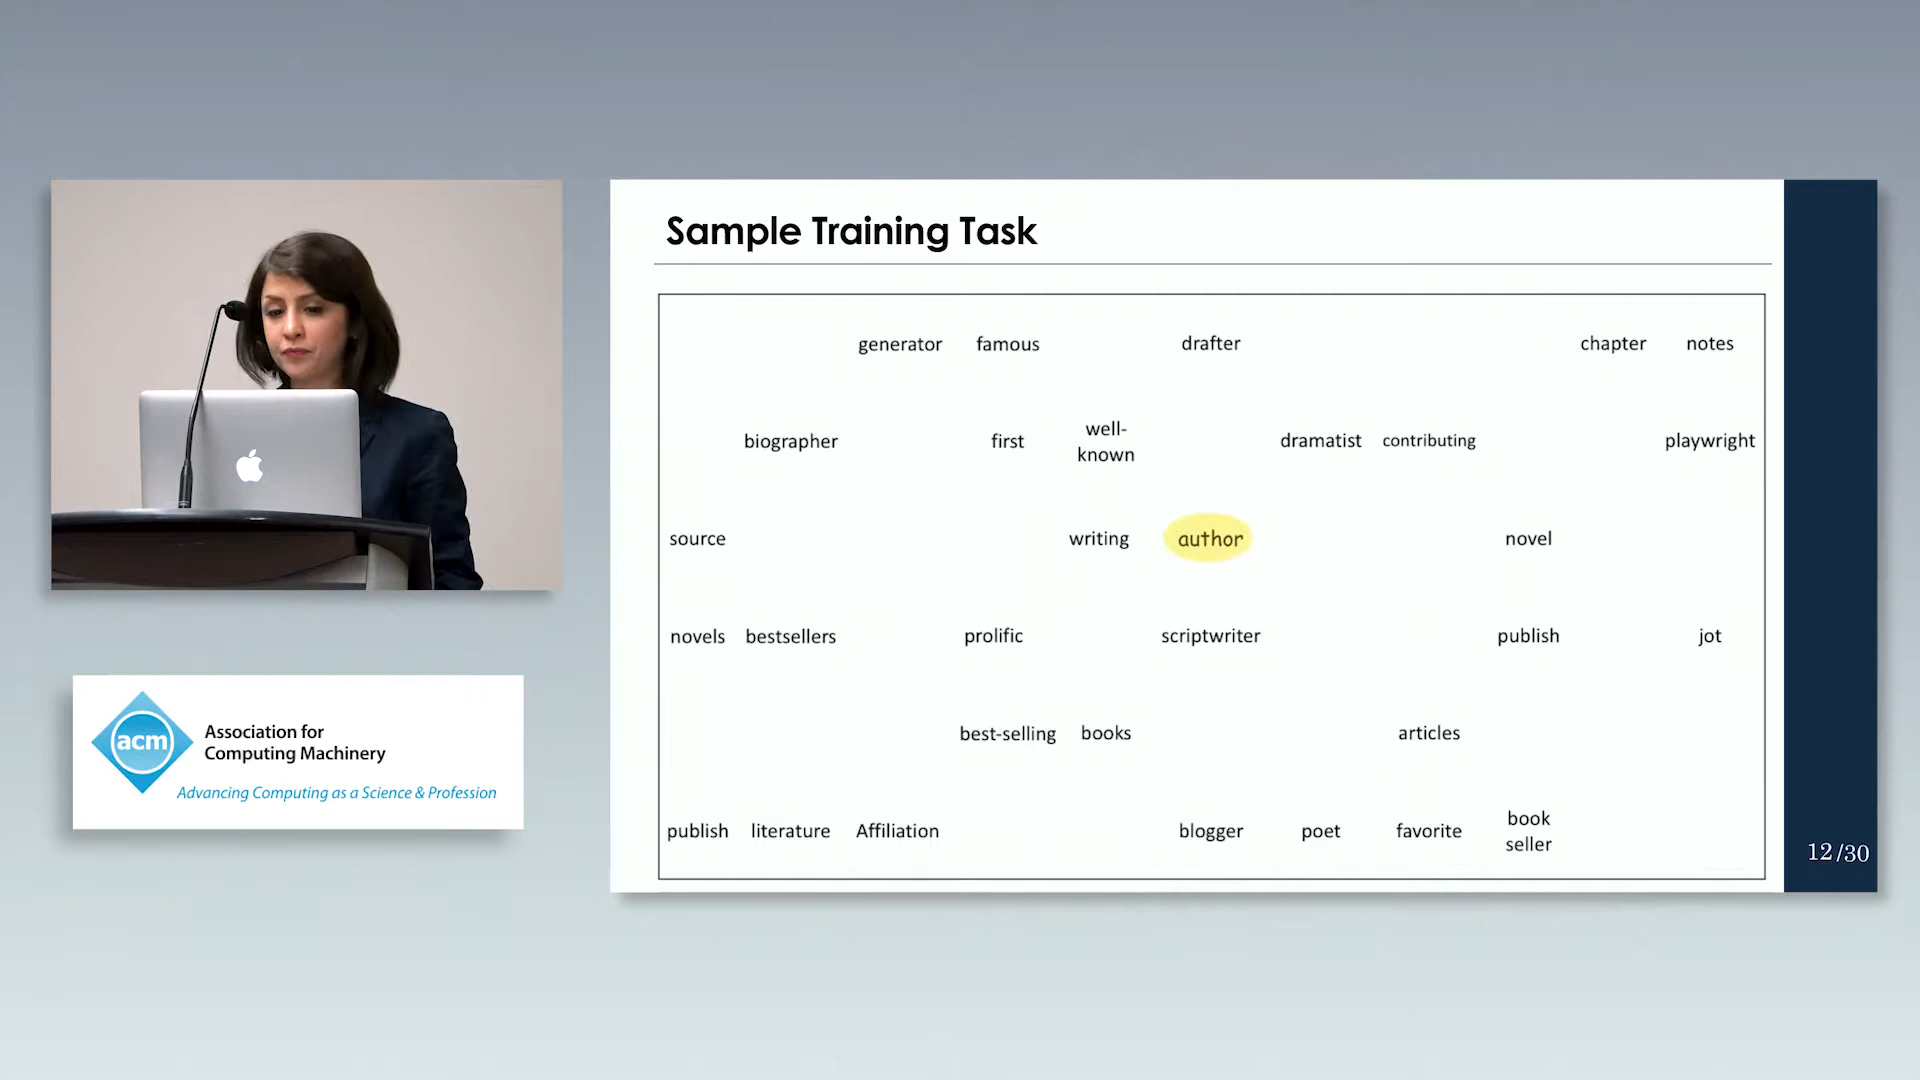 Sample Training Task
generator famous drafter chapter notes
biographer first well-known dramatist contributing playwright
source writing author novel
novels bestsellers prolific scriptwriter publish jot
best-selling books articles
publish literature Affiliation blogger poet favorite book seller
12/30
acm
Association for
Computing Machinery
Advancing Computing as a Science & Profession